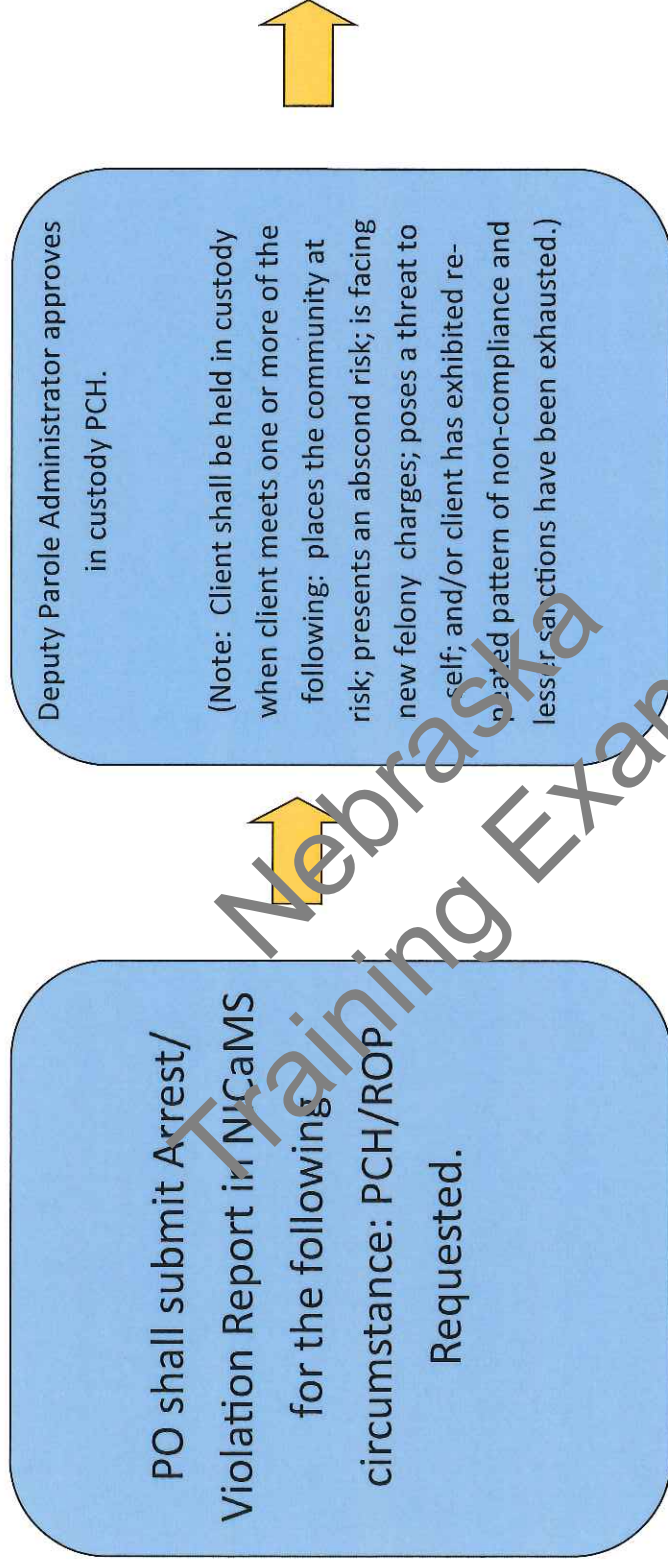 PO shall submit Arrest/
Violation Report in NICaMS
for the following
circumstance: PCH/ROP
Requested.
Deputy Parole Administrator approves
in custody PCH.
(Note: Client shall be held in custody
when client meets one or more of the
following: places the community at
risk; presents an abscond risk; is facing
new felony charges; poses a threat to
self; and/or client has exhibited re-
peated pattern of non-compliance and
lesser sanctions have been exhausted.)
Nebraska
Training